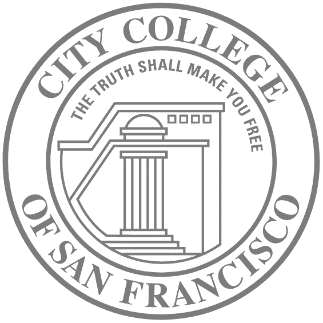 CITY COLLEGE
THE TRUTH SHALL MAKE YOU FREE
OF SAN FRANCISCO